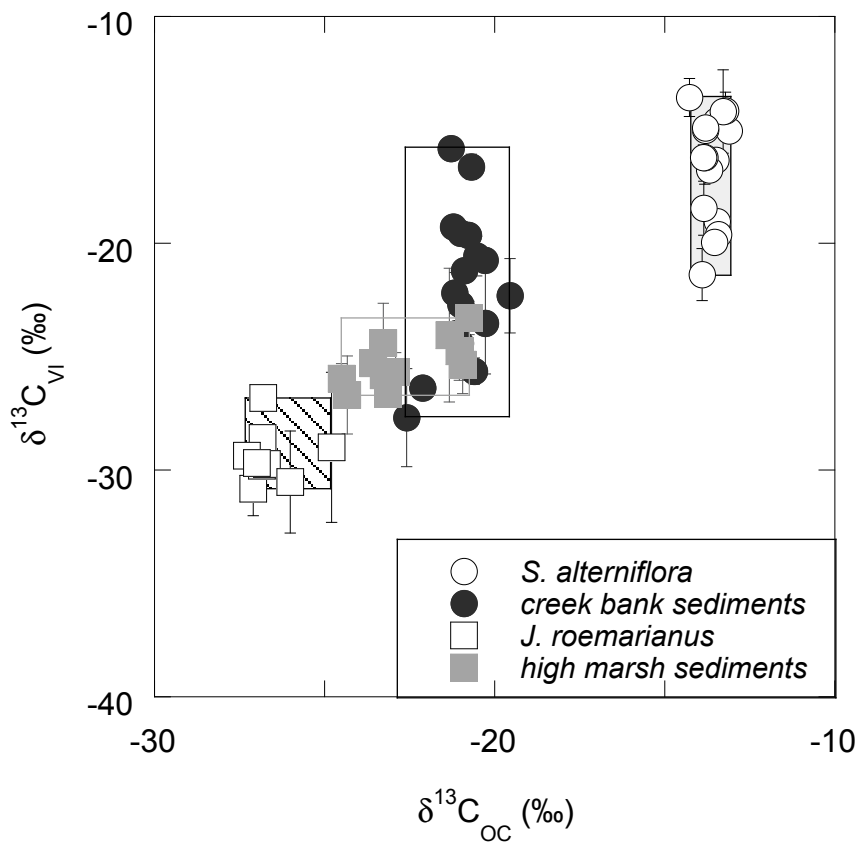 -10
-20
-30
-40
δ13CVI (‰)
S. alterniflora
creek bank sediments
J. roemarianus
high marsh sediments
-30
-20
-10
δ13COC (‰)